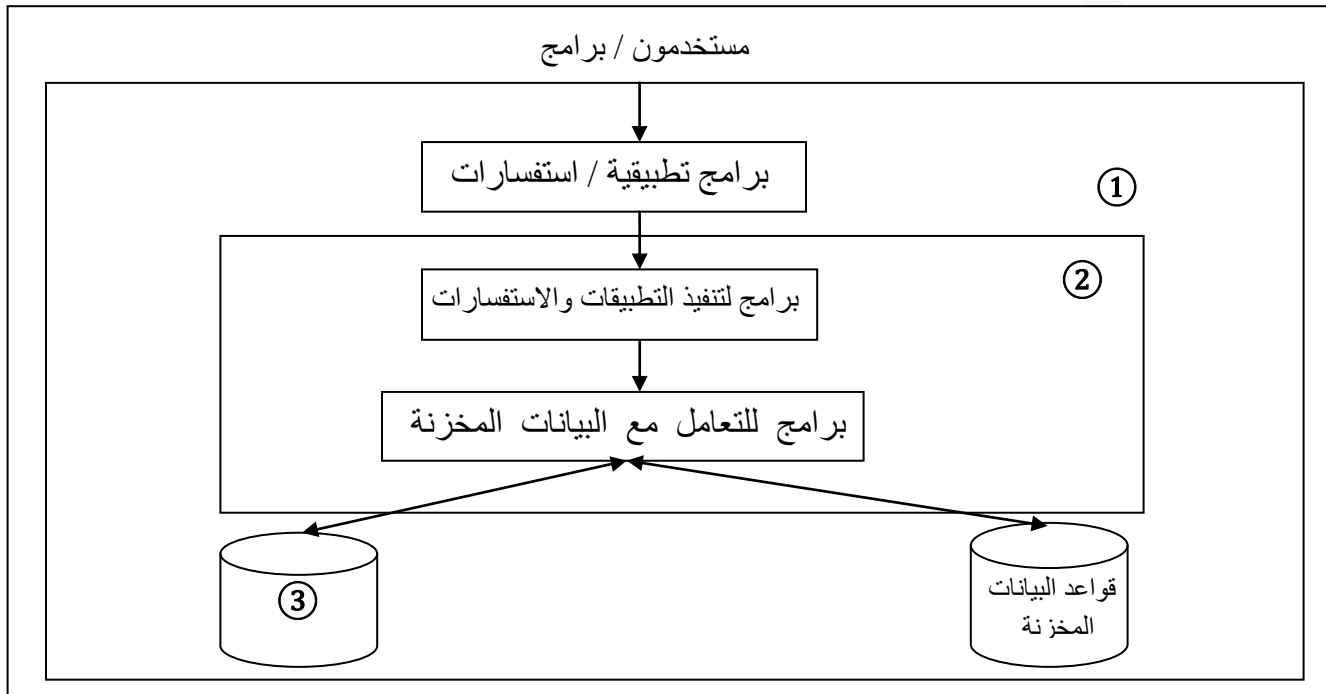 مستخدمون / برامج
برامج تطبيقية / استفسارات
①
②
برامج لتنفيذ التطبيقات والاستفسارات
برامج للتعامل مع البيانات المخزنة
③
قواعد البيانات
المخزنة